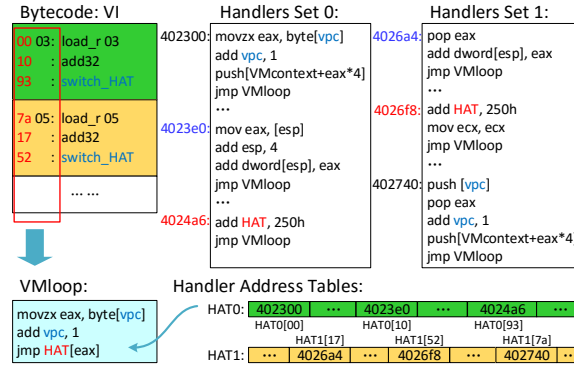 Bytecode: VI
00 03: load_r 03
10 : add32
93 : switch_HAT
7a 05: load_r 05
17 : add32
52 : switch_HAT
... ...
VMloop:
movzx eax, byte[vpc]
add vpc, 1
jmp HAT[eax]
Handlers Set 0:
402300: movzx eax, byte[vpc]
add vpc, 1
push[VMcontext+eax*4]
jmp VMloop
...
4023e0: mov eax, [esp]
add esp, 4
add dword[esp], eax
jmp VMloop
...
4024a6: add HAT, 250h
jmp VMloop
Handlers Set 1:
4026a4: pop eax
add dword[esp], eax
jmp VMloop
...
4026f8: add HAT, 250h
mov ecx, ecx
jmp VMloop
...
402740: push [vpc]
pop eax
add vpc, 1
push[VMcontext+eax*4]
jmp VMloop
Handler Address Tables:
HAT0: 402300 ... 4023e0 ... 4024a6 ...
HAT0[00] HAT0[10] HAT0[93]
HAT1[17] HAT1[52] HAT1[7a]
HAT1: ... 4026a4 ... 4026f8 ... 402740 ...